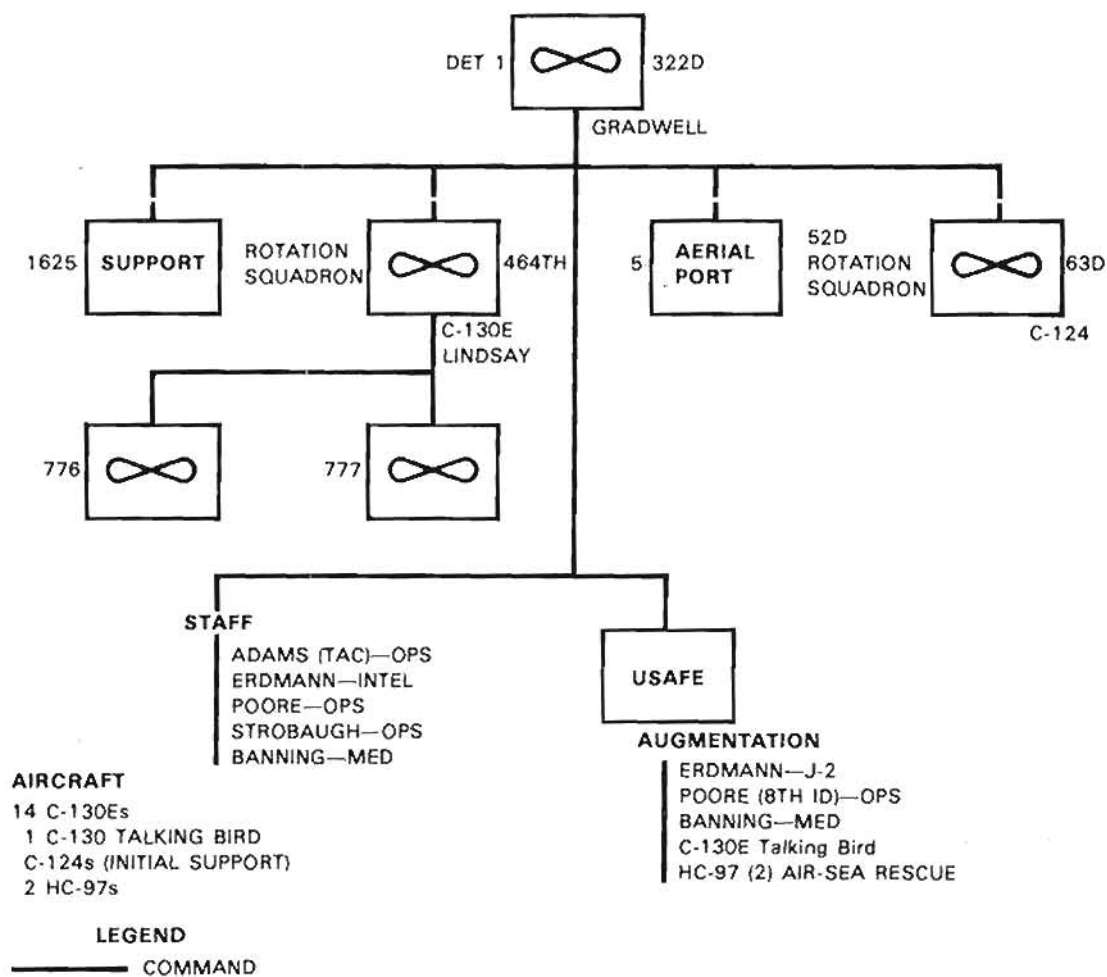 DET 1
322D
GRADWELL
1625
SUPPORT
ROTATION
SQUADRON
464TH
5
AERIAL
PORT
52D
ROTATION
SQUADRON
63D
C-130E
LINDSAY
C-124
776
777
STAFF
ADAMS (TAC)—OPS
ERDMANN—INTEL
POORE—OPS
STROBAUGH—OPS
BANNING—MED
USAFE
AUGMENTATION
ERDMANN—J-2
POORE (8TH ID)—OPS
BANNING—MED
C-130E Talking Bird
HC-97 (2) AIR-SEA RESCUE
AIRCRAFT
14 C-130Es
1 C-130 TALKING BIRD
C-124s (INITIAL SUPPORT)
2 HC-97s
LEGEND
COMMAND